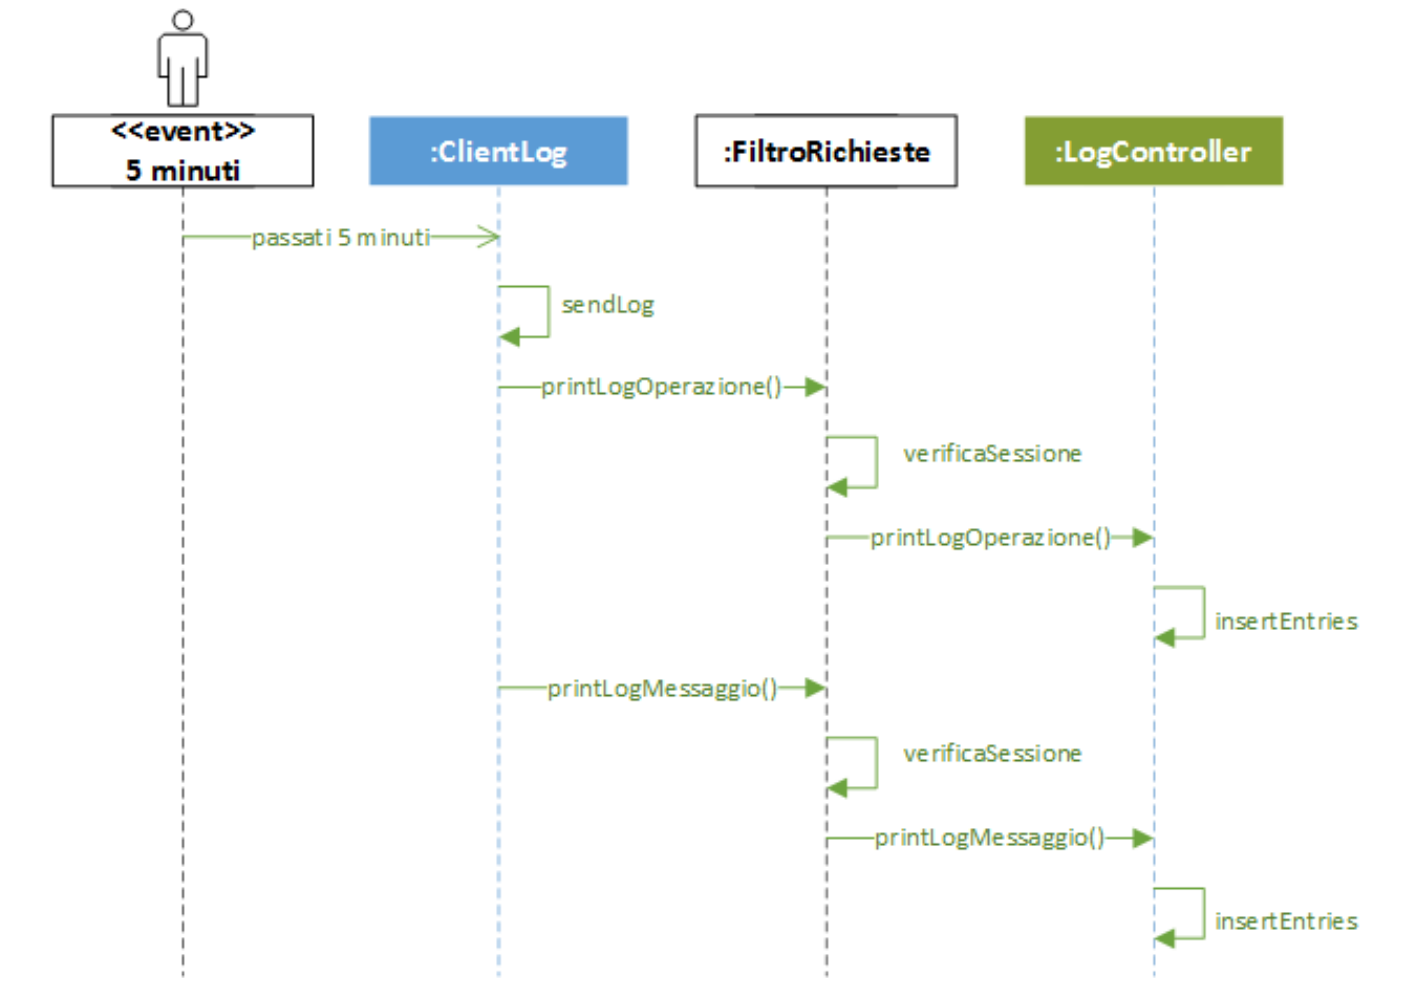 <<event>>
5 minuti
:ClientLog
:FiltroRichieste
:LogController
passati 5 minuti
sendLog
printLogOperazione()
verificaSessione
printLogOperazione()
insertEntries
printLogMessaggio()
verificaSessione
printLogMessaggio()
insertEntries